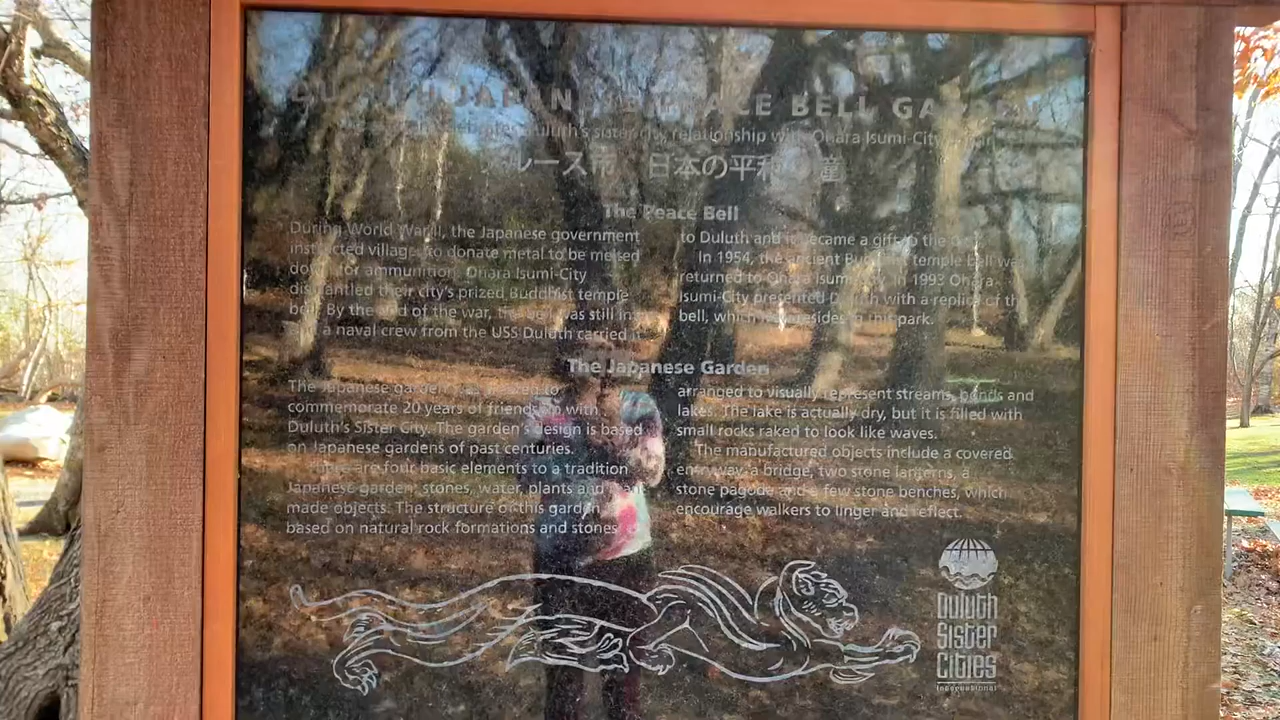 PEACE BELL
Duluth's sister city relationship with Ohara Isumi-City
ース市 日本の平和 鐘
The Peace Bell
During World War II, the Japanese government
instructed villages to donate metal to be melted
down for ammunition. Ohara Isumi-City
dismantled their city's prized Buddhist temple
bell. By the end of the war, the bell was still in
a naval crew from the USS Duluth carried it
to Duluth and it became a gift to the
In 1954, the ancient Buddhist temple bell was
returned to Ohara Isumi-City. In 1993 Ohara
Isumi-City presented Duluth with a replica of the
bell, which now resides in this park.
The Japanese Garden
The Japanese garden was created to
commemorate 20 years of friendship with
Duluth's Sister City. The garden's design is based
on Japanese gardens of past centuries.
There are four basic elements to a tradition
Japanese garden: stones, water, plants and
made objects. The structure of this garden
based on natural rock formations and stones
arranged to visually represent streams, ponds and
lakes. The lake is actually dry, but it is filled with
small rocks raked to look like waves.
The manufactured objects include a covered
entryway, a bridge, two stone lanterns, a
stone pagoda and a few stone benches, which
encourage walkers to linger and reflect.
Duluth
Sister
Cities
International